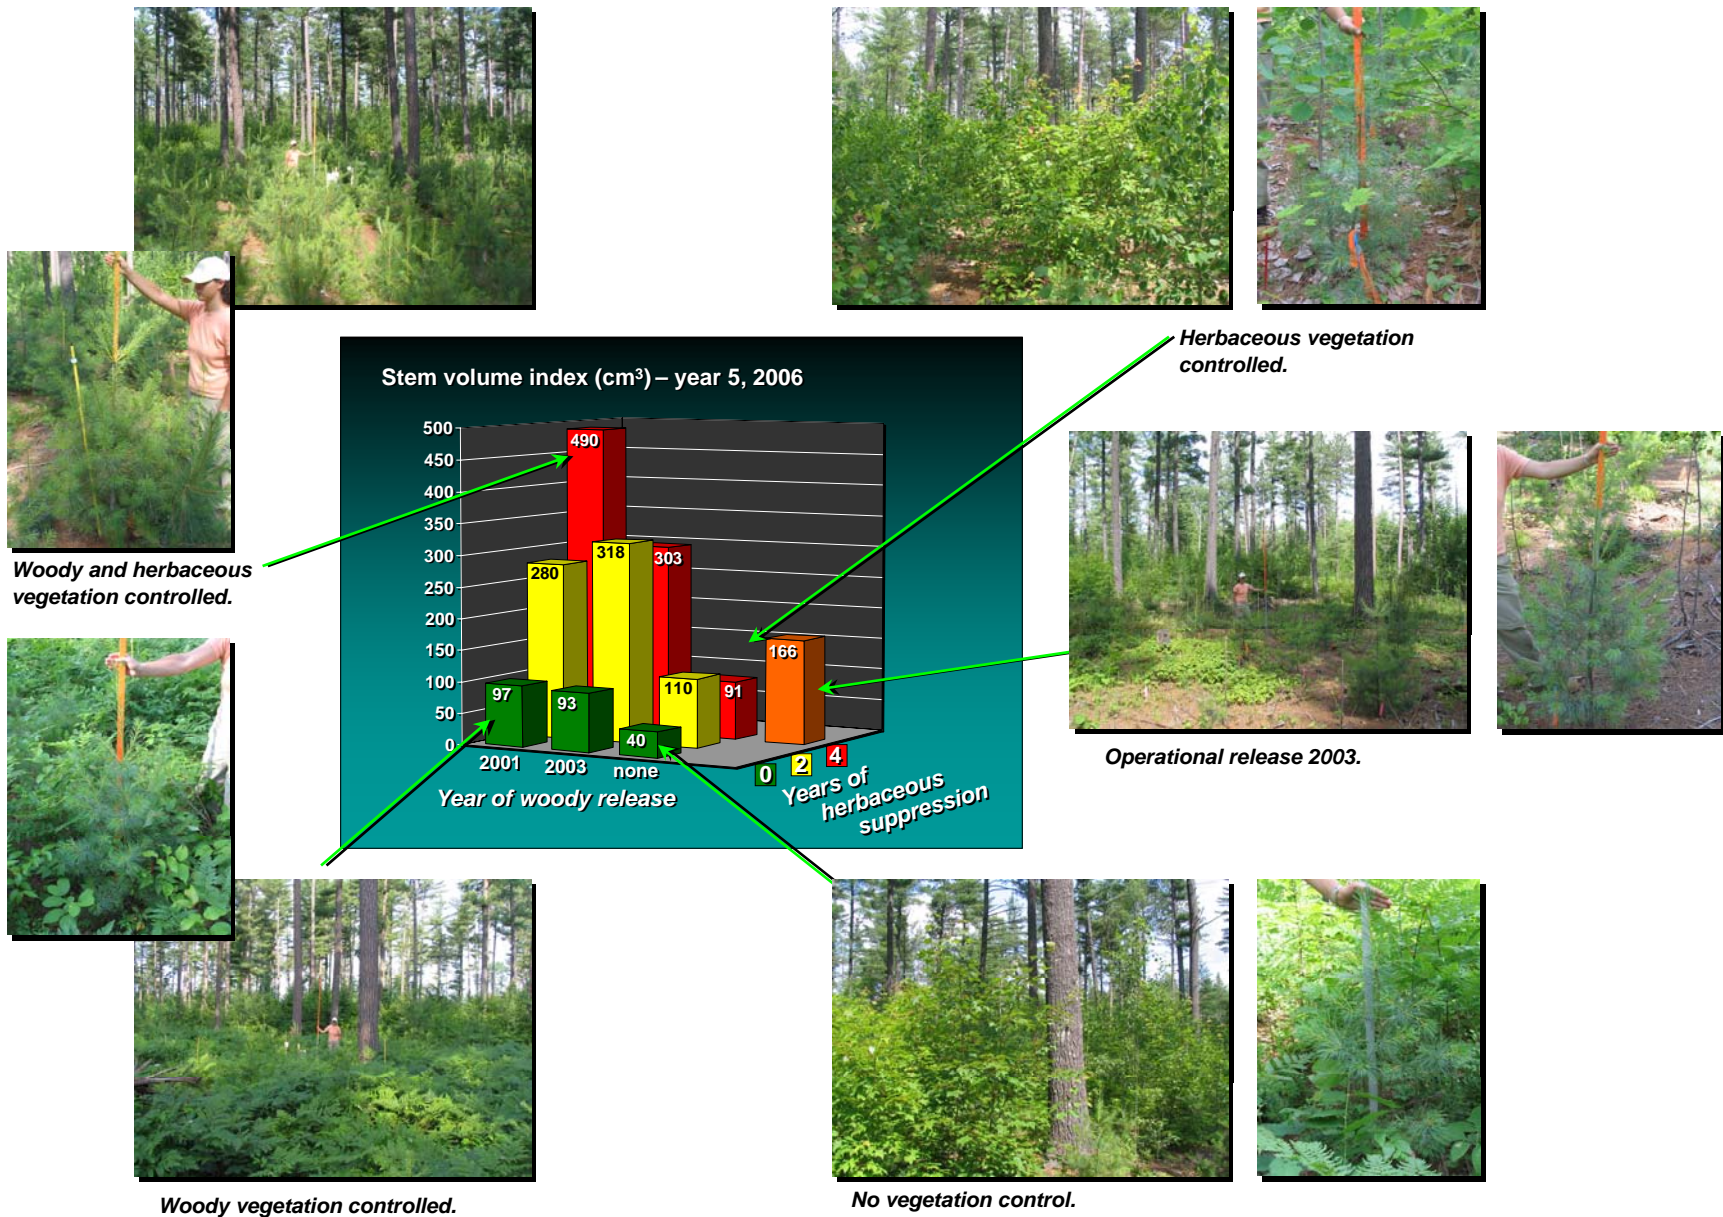 Herbaceous vegetation
controlled.
Stem volume index (cm³) – year 5, 2006
500
450
400
350
300
250
200
150
100
50
0
490
280
318
303
97
93
40
110
91
166
2001
2003
none
0
2
4
Year of woody release
Years of
herbaceous
suppression
Woody and herbaceous
vegetation controlled.
Operational release 2003.
Woody vegetation controlled.
No vegetation control.